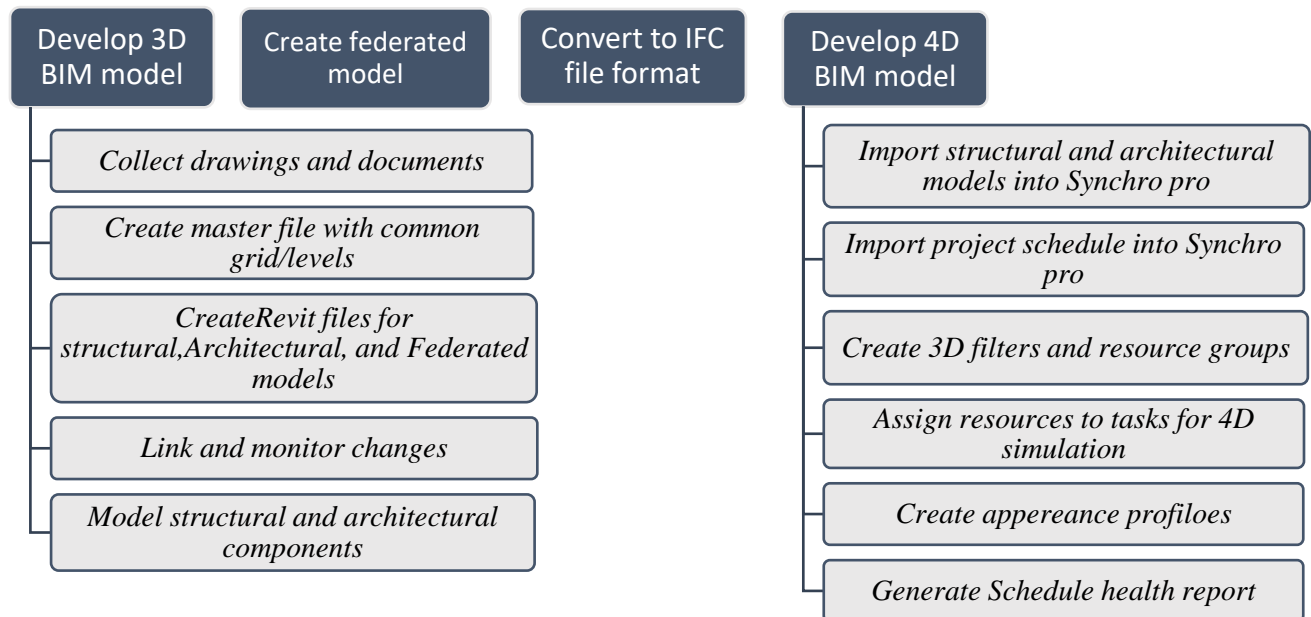 Develop 3D
BIM model
Create federated
model
Convert to IFC
file format
Develop 4D
BIM model
Collect drawings and documents
Create master file with common
grid/levels
CreateRevit files for
structural,Architectural, and Federated
models
Link and monitor changes
Model structural and architectural
components
Import structural and architectural
models into Synchro pro
Import project schedule into Synchro
pro
Create 3D filters and resource groups
Assign resources to tasks for 4D
simulation
Create appereance profiloes
Generate Schedule health report